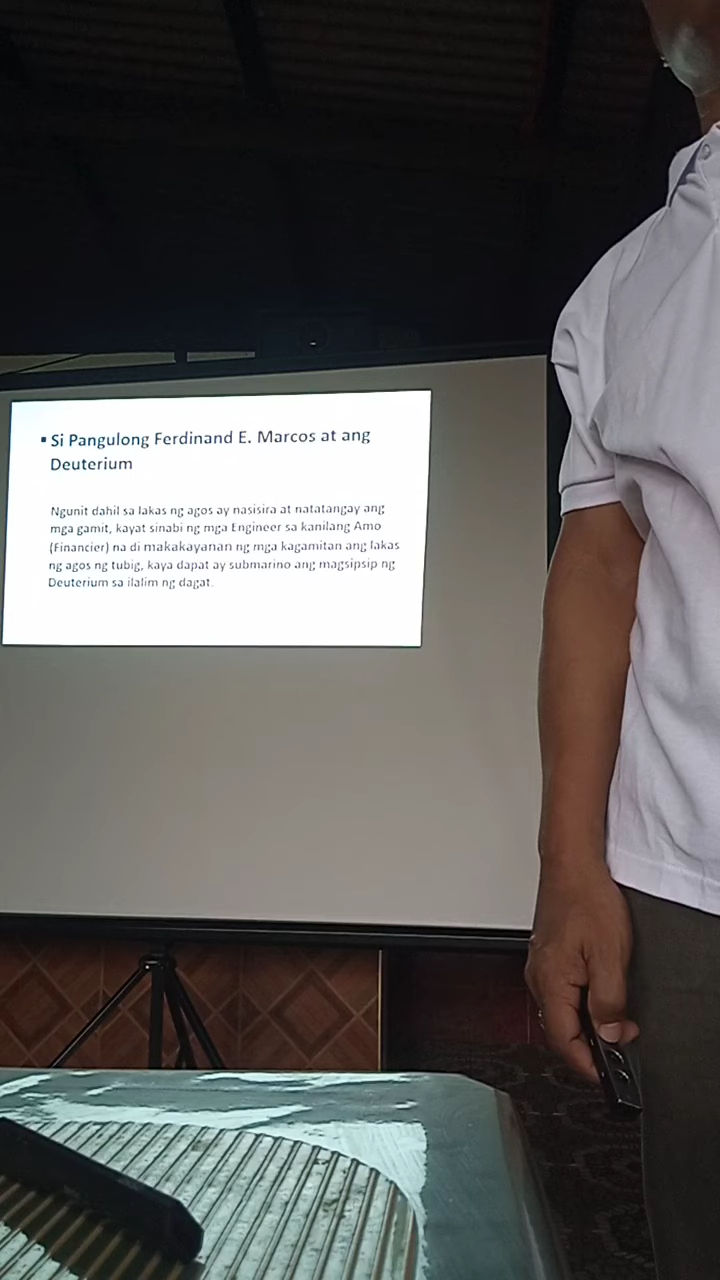 ▪ Si Pangulong Ferdinand E. Marcos at ang
Deuterium
Ngunit dahil sa lakas ng agos ay nasisira at natatangay ang
mga gamit, kayat sinabi ng mga Engineer sa kanilang Amo
(Financier) na di makakayanan ng mga kagamitan ang lakas
ng agos ng tubig, kaya dapat ay submarino ang magsipsip ng
Deuterium sa ilalim ng dagat.